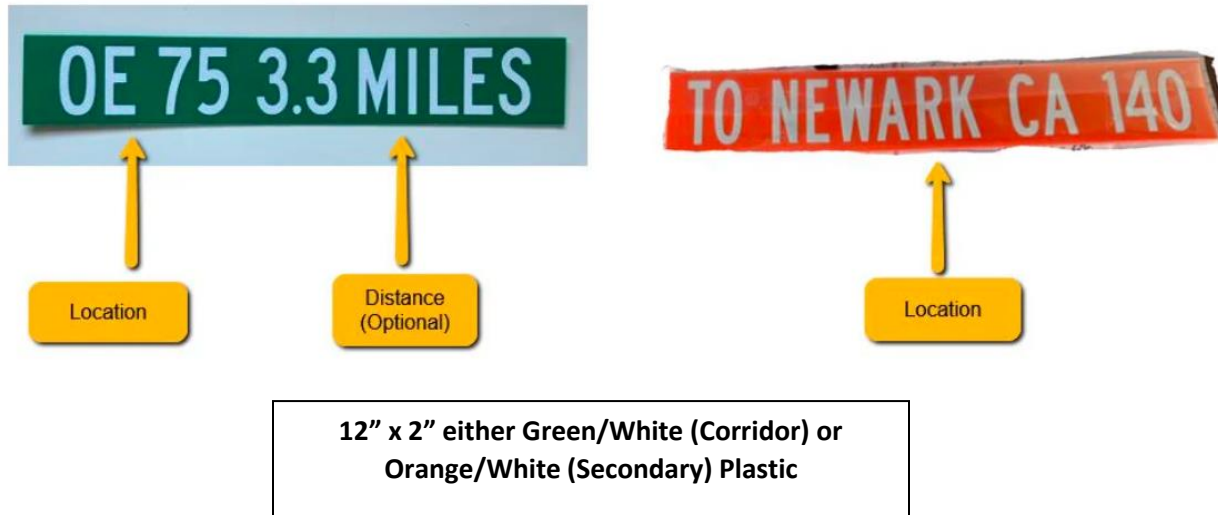 OE 75 3.3 MILES
TO NEWARK CA 140
Location
Distance
(Optional)
Location
12” x 2” either Green/White (Corridor) or
Orange/White (Secondary) Plastic